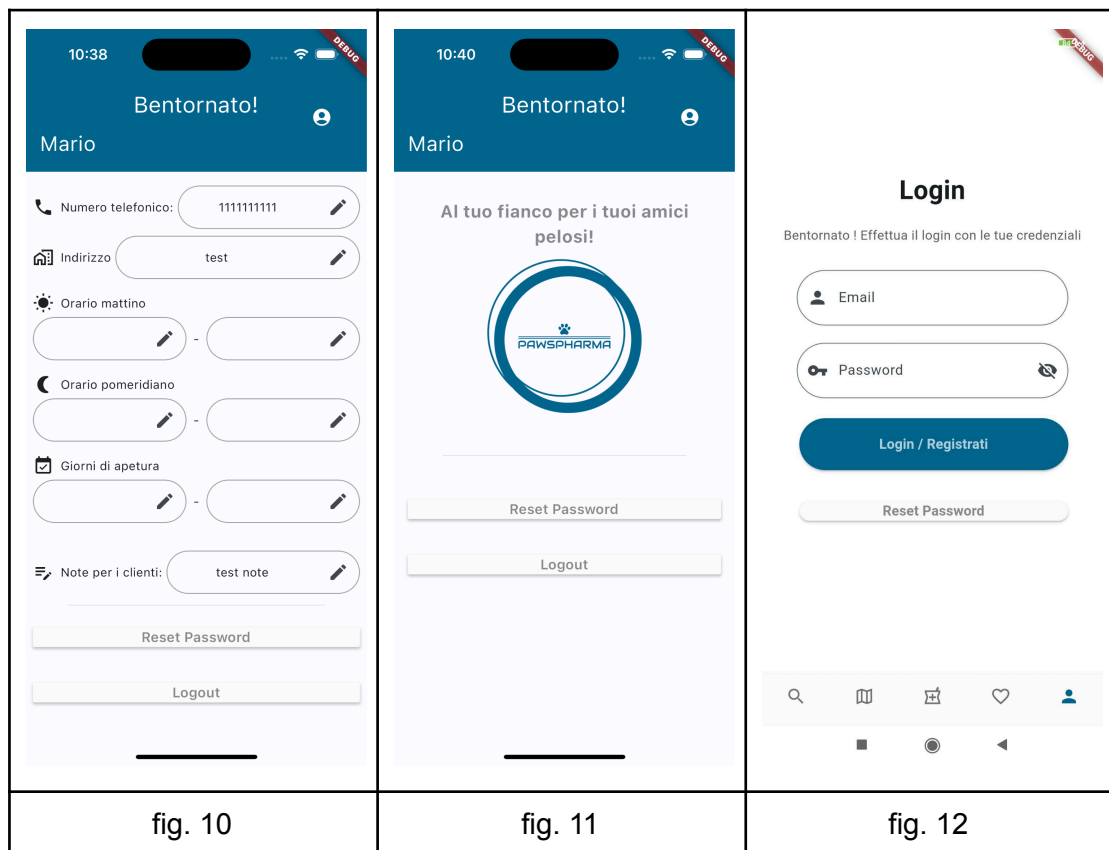 10:38
DEBUG
Bentornato!
Mario
Numero telefonico:
1111111111
Indirizzo
test
Orario mattino
-
Orario pomeridiano
-
Giorni di apetura
-
Note per i clienti:
test note
Reset Password
Logout
fig. 10
10:40
DEBUG
Bentornato!
Mario
Al tuo fianco per i tuoi amici
pelosi!
PAWSPHARMA
Reset Password
Logout
fig. 11
DEBUG
Login
Bentornato ! Effettua il login con le tue credenziali
Email
Password
Login / Registrati
Reset Password
fig. 12